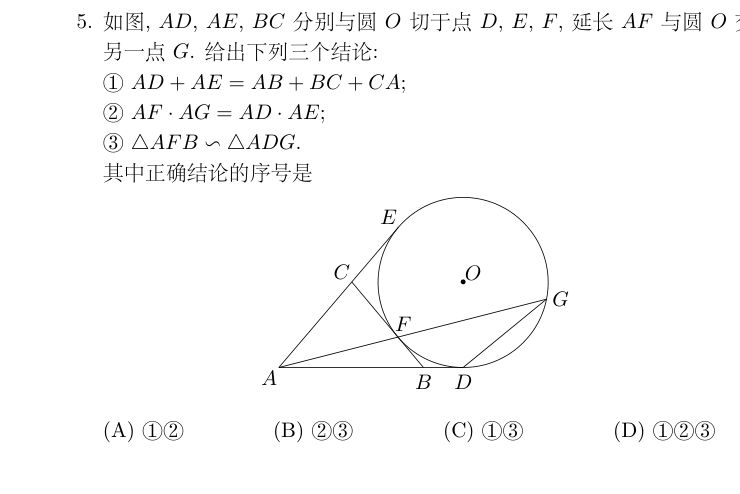 5. 如图, AD, AE, BC 分别与圆 O 切于点 D, E, F, 延长 AF 与圆 O
另一点 G. 给出下列三个结论:
① AD + AE = AB + BC + CA;
② AF · AG = AD · AE;
③ △AFB ∽ △ADG.
其中正确结论的序号是
E
C
O
G
F
A
B
D
(A) ①②
(B) ②③
(C) ①③
(D) ①②③